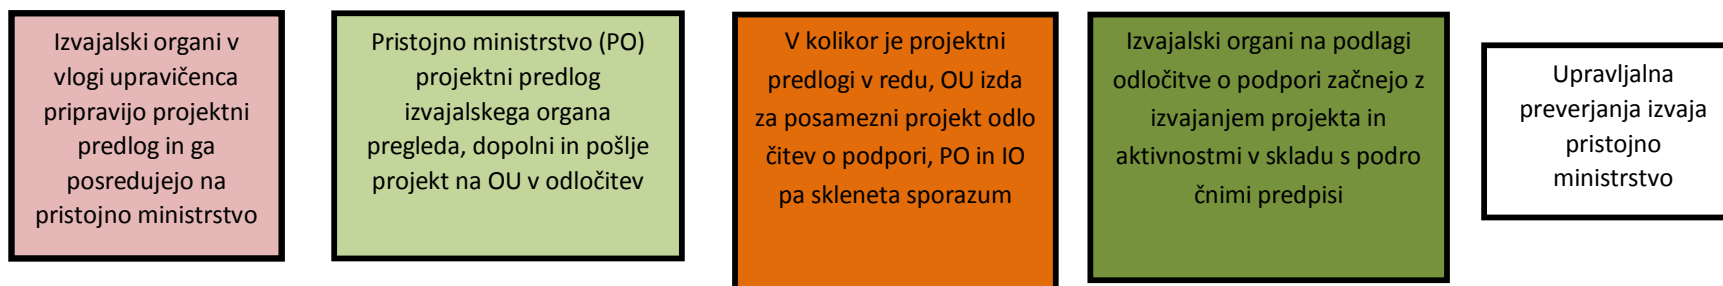 Izvajalski organi v
vlogi upravičenca
pripravijo projektni
predlog in ga
posredujejo na
pristojno ministrstvo
Pristojno ministrstvo (PO)
projektni predlog
izvajalskega organa
pregleda, dopolni in pošlje
projekt na OU v odločitev
V kolikor je projektni
predlogi v redu, OU izda
za posamezni projekt odlo
čitev o podpori, PO in IO
pa skleneta sporazum
Izvajalski organi na podlagi
odločitve o podpori začnejo z
izvajanjem projekta in
aktivnostmi v skladu s podro
čnimi predpisi
Upravljalna
preverjanja izvaja
pristojno
ministrstvo